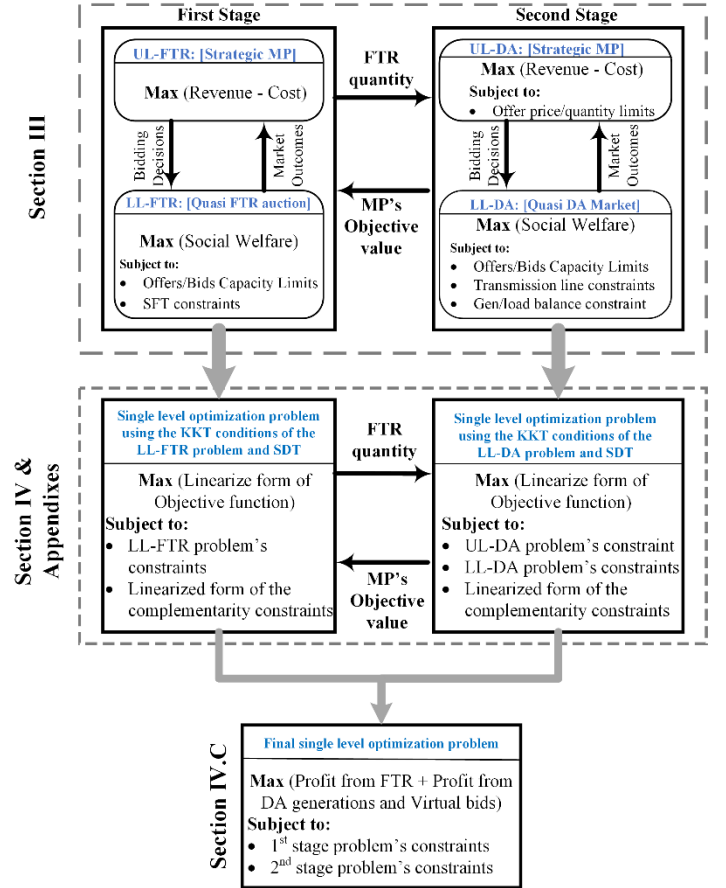 First Stage
Second Stage
Section III
UL-FTR: [Strategic MP]
Max (Revenue - Cost)
Bidding
Decisions
Market
Outcomes
LL-FTR: [Quasi FTR auction]
Max (Social Welfare)
Subject to:
• Offers/Bids Capacity Limits
• SFT constraints
FTR
quantity
MP's
Objective
value
UL-DA: [Strategic MP]
Max (Revenue - Cost)
Subject to:
• Offer price/quantity limits
Bidding
Decisions
Market
Outcomes
LL-DA: [Quasi DA Market]
Max (Social Welfare)
Subject to:
• Offers/Bids Capacity Limits
• Transmission line constraints
• Gen/load balance constraint
Section IV &
Appendixes
Single level optimization problem
using the KKT conditions of the
LL-FTR problem and SDT
Max (Linearize form of
Objective function)
Subject to:
• LL-FTR problem's
constraints
• Linearized form of the
complementarity constraints
FTR
quantity
MP's
Objective
value
Single level optimization problem
using the KKT conditions of the
LL-DA problem and SDT
Max (Linearize form of
Objective function)
Subject to:
• UL-DA problem's constraint
• LL-DA problem's constraints
• Linearized form of the
complementarity constraints
Section IV.C
Final single level optimization problem
Max (Profit from FTR + Profit from
DA generations and Virtual bids)
Subject to:
• 1st stage problem's constraints
• 2nd stage problem's constraints